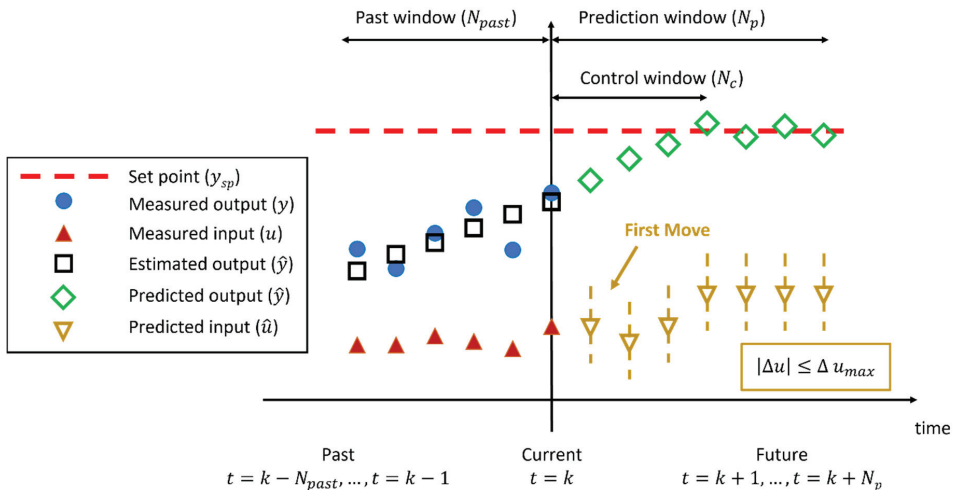 Past window (N_past)
Prediction window (N_p)
Control window (N_c)
Set point (y_sp)
Measured output (y)
Measured input (u)
Estimated output (ŷ)
Predicted output (ŷ)
Predicted input (û)
First Move
|Δu| ≤ Δ u_max
time
Past
t = k − N_past, …, t = k − 1
Current
t = k
Future
t = k + 1, …, t = k + N_p